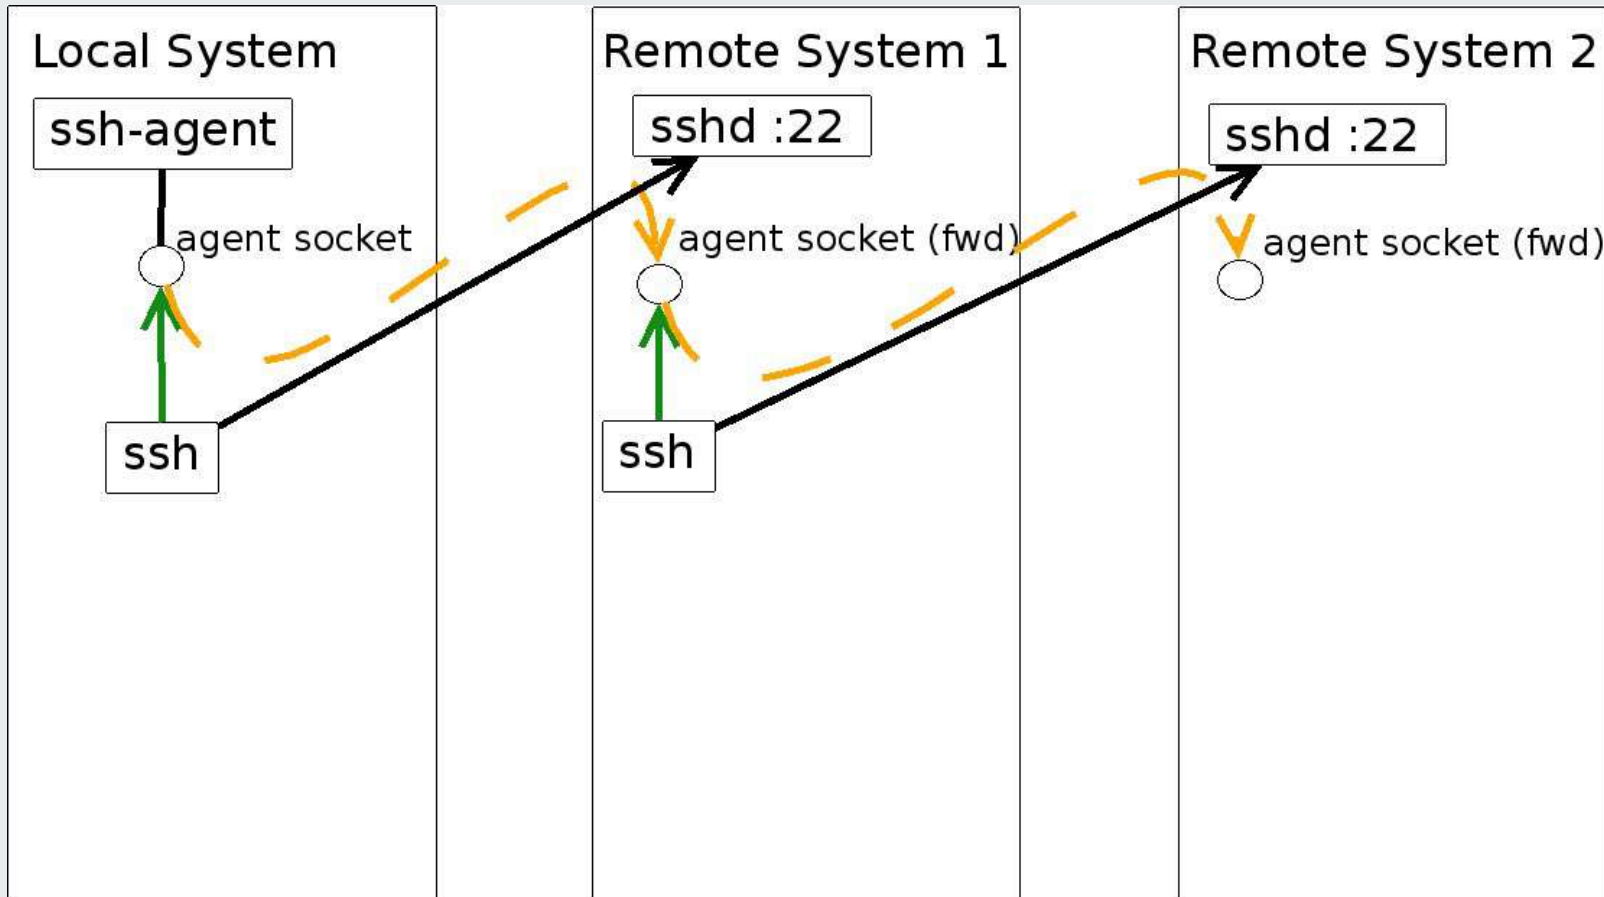 Local System
ssh-agent
agent socket
ssh
Remote System 1
sshd :22
agent socket (fwd)
ssh
Remote System 2
sshd :22
agent socket (fwd)